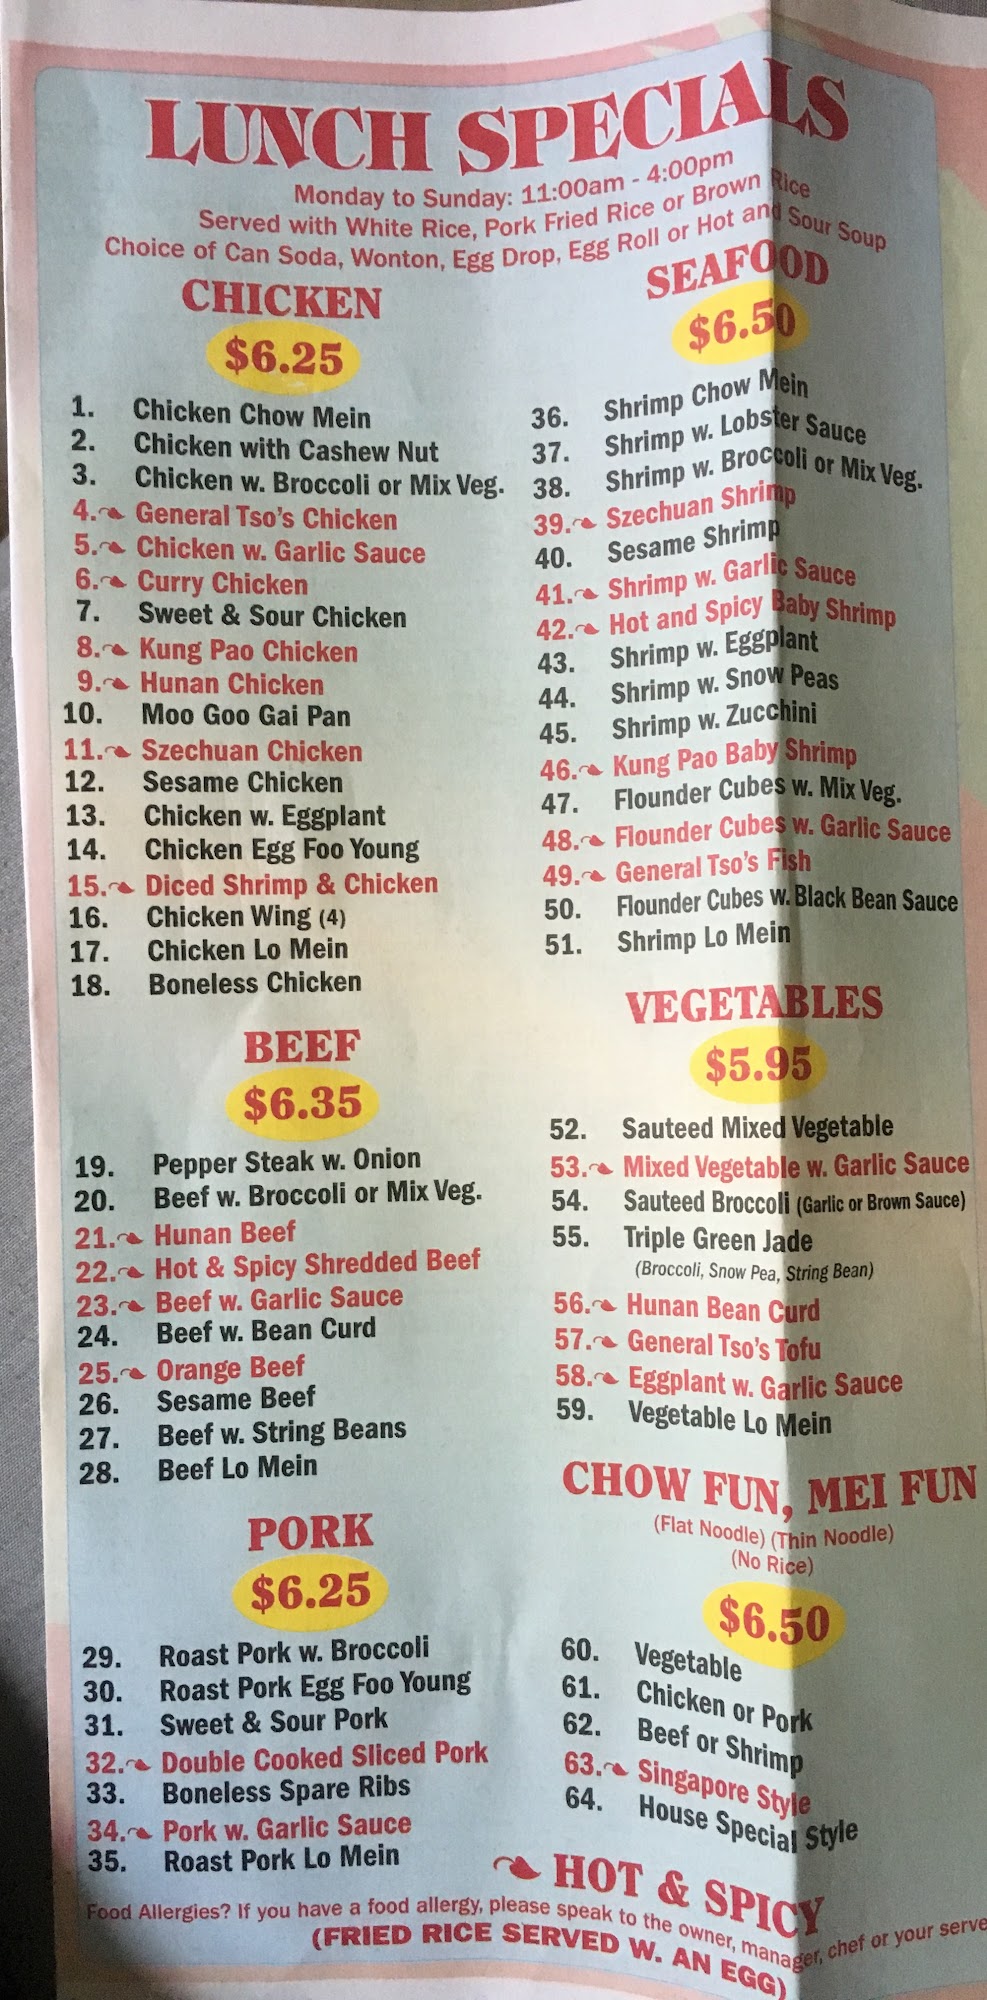 LUNCH SPECIALS
Monday to Sunday: 11:00am - 4:00pm
Served with White Rice, Pork Fried Rice or Brown Rice
Choice of Can Soda, Wonton, Egg Drop, Egg Roll or Hot and Sour Soup
CHICKEN
$6.25
1. Chicken Chow Mein
2. Chicken with Cashew Nut
3. Chicken w. Broccoli or Mix Veg.
4. General Tso's Chicken
5. Chicken w. Garlic Sauce
6. Curry Chicken
7. Sweet & Sour Chicken
8. Kung Pao Chicken
9. Hunan Chicken
10. Moo Goo Gai Pan
11. Szechuan Chicken
12. Sesame Chicken
13. Chicken w. Eggplant
14. Chicken Egg Foo Young
15. Diced Shrimp & Chicken
16. Chicken Wing (4)
17. Chicken Lo Mein
18. Boneless Chicken
BEEF
$6.35
19. Pepper Steak w. Onion
20. Beef w. Broccoli or Mix Veg.
21. Hunan Beef
22. Hot & Spicy Shredded Beef
23. Beef w. Garlic Sauce
24. Beef w. Bean Curd
25. Orange Beef
26. Sesame Beef
27. Beef w. String Beans
28. Beef Lo Mein
PORK
$6.25
29. Roast Pork w. Broccoli
30. Roast Pork Egg Foo Young
31. Sweet & Sour Pork
32. Double Cooked Sliced Pork
33. Boneless Spare Ribs
34. Pork w. Garlic Sauce
35. Roast Pork Lo Mein
SEAFOOD
$6.50
36. Shrimp Chow Mein
37. Shrimp w. Lobster Sauce
38. Shrimp w. Broccoli or Mix Veg.
39. Szechuan Shrimp
40. Sesame Shrimp
41. Shrimp w. Garlic Sauce
42. Hot and Spicy Baby Shrimp
43. Shrimp w. Eggplant
44. Shrimp w. Snow Peas
45. Shrimp w. Zucchini
46. Kung Pao Baby Shrimp
47. Flounder Cubes w. Mix Veg.
48. Flounder Cubes w. Garlic Sauce
49. General Tso's Fish
50. Flounder Cubes w. Black Bean Sauce
51. Shrimp Lo Mein
VEGETABLES
$5.95
52. Sauteed Mixed Vegetable
53. Mixed Vegetable w. Garlic Sauce
54. Sauteed Broccoli (Garlic or Brown Sauce)
55. Triple Green Jade
(Broccoli, Snow Pea, String Bean)
56. Hunan Bean Curd
57. General Tso's Tofu
58. Eggplant w. Garlic Sauce
59. Vegetable Lo Mein
CHOW FUN, MEI FUN
(Flat Noodle) (Thin Noodle)
(No Rice)
$6.50
60. Vegetable
61. Chicken or Pork
62. Beef or Shrimp
63. Singapore Style
64. House Special Style
HOT & SPICY
Food Allergies? If you have a food allergy, please speak to the owner, manager, chef or your serve
(FRIED RICE SERVED W. AN EGG)